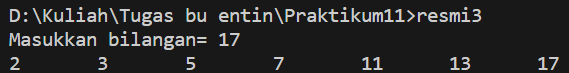 D:\Kuliah\Tugas bu entin\Praktikum11>resmi3
Masukkan bilangan= 17
2 3 5 7 11 13 17